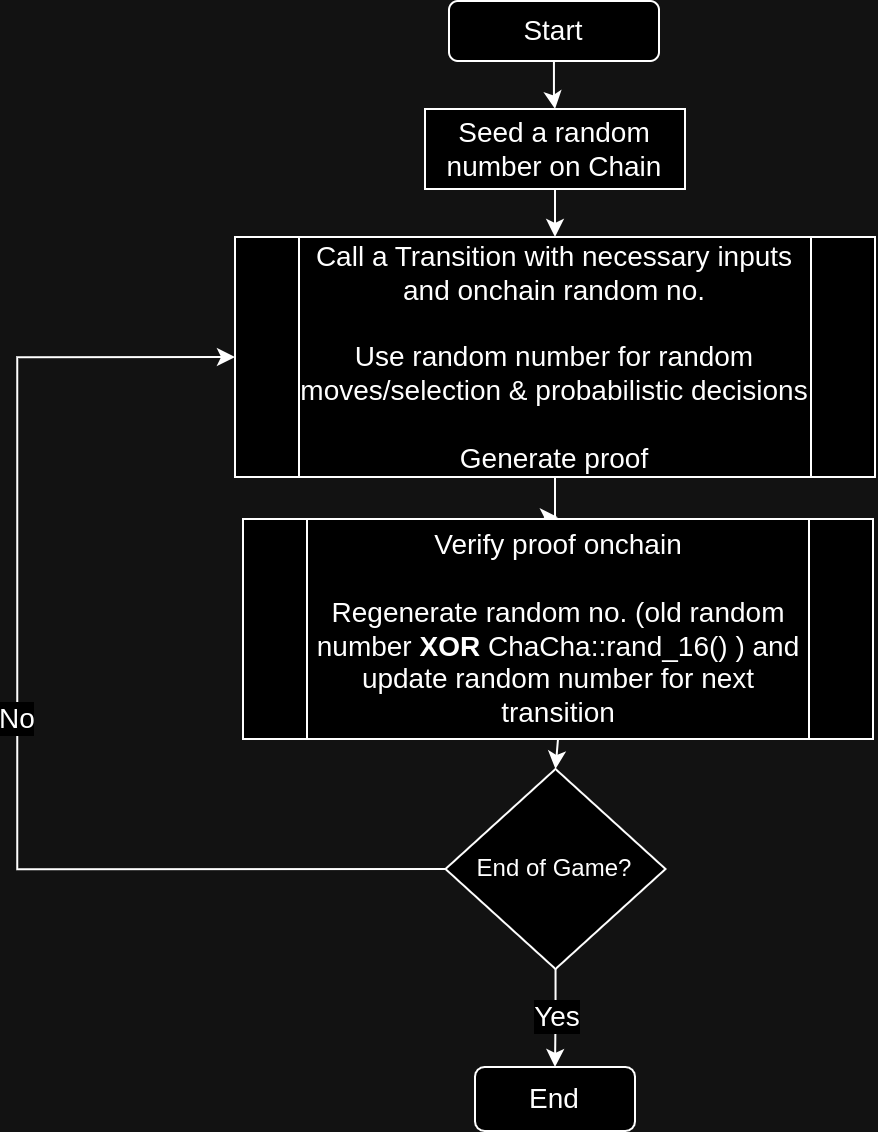 Start
Seed a random
number on Chain
Call a Transition with necessary inputs
and onchain random no.
Use random number for random
moves/selection & probabilistic decisions
Generate proof
Verify proof onchain
Regenerate random no. (old random
number XOR ChaCha::rand_16() ) and
update random number for next
transition
No
End of Game?
Yes
End